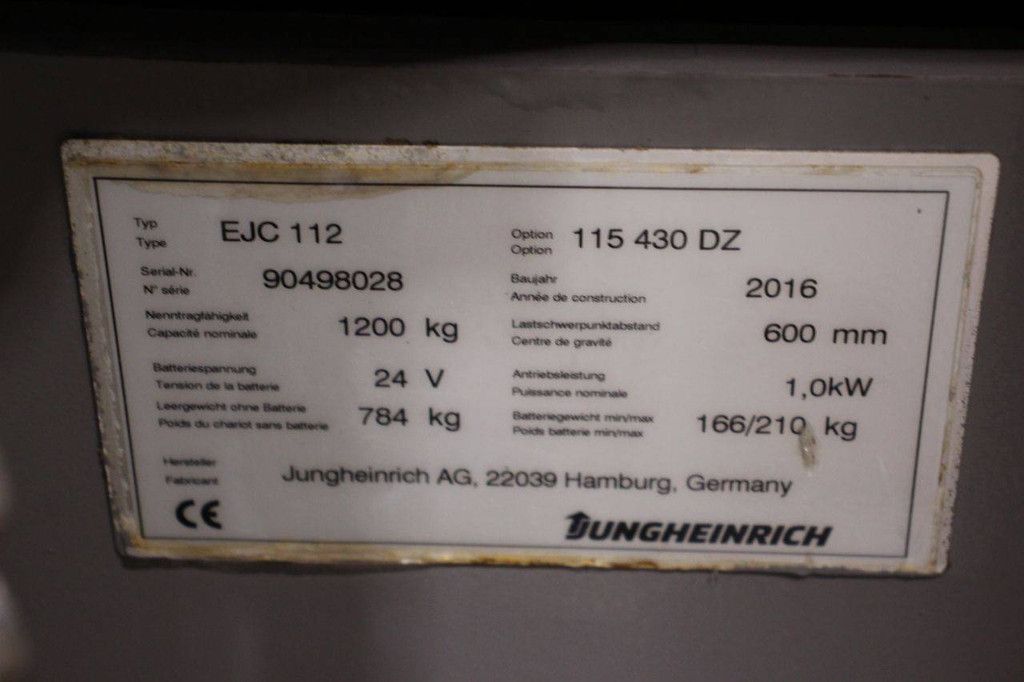 Typ
Type
EJC 112
Option
Option
115 430 DZ
Serial-Nr.
N° série
90498028
Baujahr
Année de construction
2016
Nenntragfähigkeit
Capacité nominale
1200 kg
Lastschwerpunktabstand
Centre de gravité
600 mm
Batteriespannung
Tension de la batterie
24 V
Antriebsleistung
Puissance nominale
1,0kW
Leergewicht ohne Batterie
Poids du chariot sans batterie
784 kg
Batteriegewicht min/max
Poids batterie min/max
166/210 kg
Hersteller
Fabricant
Jungheinrich AG, 22039 Hamburg, Germany
CE
JUNGHEINRICH